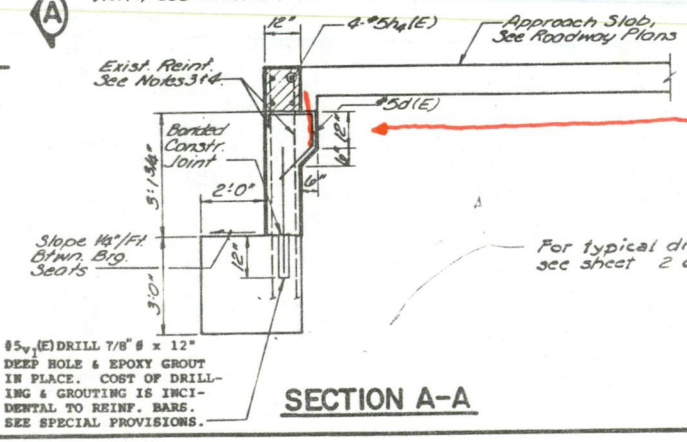 A
12"
4-#5h4(E)
Approach Slab,
See Roadway Plans
Exist. Reinf.
See Notes 3 & 4
#5d(E)
Bonded
Constr.
Joint
12"
6"
6"
3'-1 3/4"
2'-0"
Slope 1/4"/Ft.
Btwn. Brg.
Seats
12"
3'-0"
For typical
see sheet 2
#5v1(E) DRILL 7/8" ø x 12"
DEEP HOLE & EPOXY GROUT
IN PLACE. COST OF DRILL-
ING & GROUTING IS INCI-
DENTAL TO REINF. BARS.
SEE SPECIAL PROVISIONS.
SECTION A-A